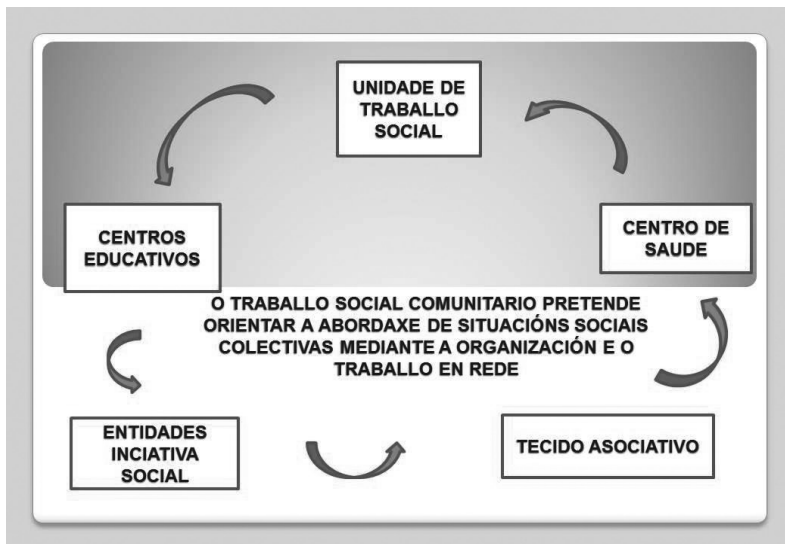 UNIDADE DE
TRABALLO
SOCIAL
CENTROS
EDUCATIVOS
CENTRO DE
SAUDE
O TRABALLO SOCIAL COMUNITARIO PRETENDE
ORIENTAR A ABORDAXE DE SITUACIÓNS SOCIAIS
COLECTIVAS MEDIANTE A ORGANIZACIÓN E O
TRABALLO EN REDE
ENTIDADES
INCIATIVA
SOCIAL
TECIDO ASOCIATIVO